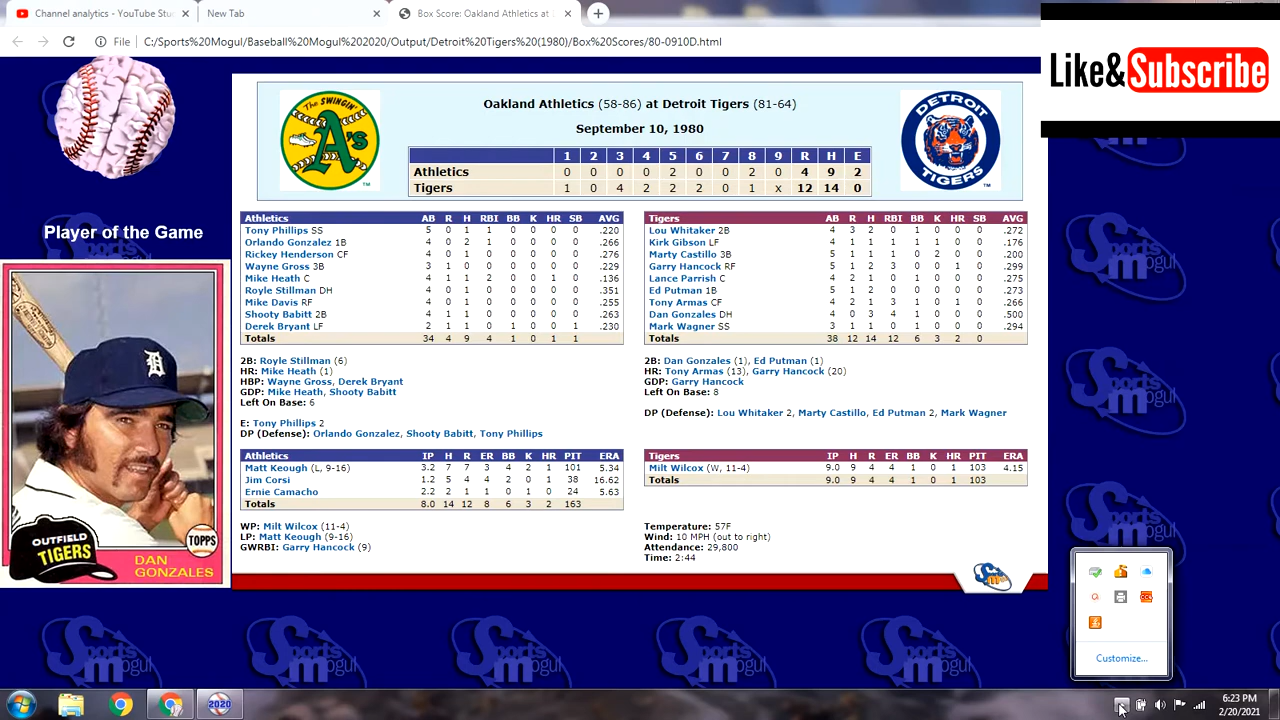 Channel analytics - YouTube Stu
New Tab
Box Score: Oakland Athletics at
File C:/Sports%20Mogul/Baseball%20Mogul%202020/Output/Detroit%20Tigers%20(1980)/Box%20Scores/80-0910D.html
Like& Subscribe
Oakland Athletics (58-86) at Detroit Tigers (81-64)
September 10, 1980
THE SWINGIN' A's
DETROIT TIGERS
1 2 3 4 5 6 7 8 9 R H E
Athletics 0 0 0 0 2 0 0 2 0 4 9 2
Tigers 1 0 4 2 2 2 0 1 x 12 14 0
Player of the Game
OUTFIELD
TIGERS
TOPPS
DAN
GONZALES
Athletics AB R H RBI BB K HR SB AVG
Tony Phillips SS 5 0 1 1 0 0 0 0 .220
Orlando Gonzalez 1B 4 0 2 1 0 0 0 0 .266
Rickey Henderson CF 4 0 1 0 0 0 0 0 .276
Wayne Gross 3B 3 1 0 0 0 0 0 0 .229
Mike Heath C 4 1 1 2 0 0 1 0 .136
Royle Stillman DH 4 0 1 0 0 0 0 0 .351
Mike Davis RF 4 0 1 0 0 0 0 0 .255
Shooty Babitt 2B 4 1 1 0 0 0 0 0 .263
Derek Bryant LF 2 1 1 0 1 0 0 1 .230
Totals 34 4 9 4 1 0 1 1
2B: Royle Stillman (6)
HR: Mike Heath (1)
HBP: Wayne Gross, Derek Bryant
GDP: Mike Heath, Shooty Babitt
Left On Base: 6
E: Tony Phillips 2
DP (Defense): Orlando Gonzalez, Shooty Babitt, Tony Phillips
Tigers AB R H RBI BB K HR SB AVG
Lou Whitaker 2B 4 3 2 0 1 0 0 0 .272
Kirk Gibson LF 4 1 1 1 1 1 0 0 .176
Marty Castillo 3B 5 1 1 1 0 2 0 0 .200
Garry Hancock RF 5 1 2 3 0 0 1 0 .299
Lance Parrish C 4 2 1 0 1 0 0 0 .275
Ed Putman 1B 5 1 2 0 0 0 0 0 .273
Tony Armas CF 4 2 1 3 1 0 1 0 .266
Dan Gonzales DH 4 0 3 4 1 0 0 0 .500
Mark Wagner SS 3 1 1 0 1 0 0 0 .294
Totals 38 12 14 12 6 3 2 0
2B: Dan Gonzales (1), Ed Putman (1)
HR: Tony Armas (13), Garry Hancock (20)
GDP: Garry Hancock
Left On Base: 8
DP (Defense): Lou Whitaker 2, Marty Castillo, Ed Putman 2, Mark Wagner
Athletics IP H R ER BB K HR PIT ERA
Matt Keough (L, 9-16) 3.2 7 7 3 4 2 1 101 5.34
Jim Corsi 1.2 5 4 4 2 0 1 38 16.62
Ernie Camacho 2.2 2 1 1 0 1 0 24 5.63
Totals 8.0 14 12 8 6 3 2 163
WP: Milt Wilcox (11-4)
LP: Matt Keough (9-16)
GWRBI: Garry Hancock (9)
Tigers IP H R ER BB K HR PIT ERA
Milt Wilcox (W, 11-4) 9.0 9 4 4 1 0 1 103 4.15
Totals 9.0 9 4 4 1 0 1 103
Temperature: 57F
Wind: 10 MPH (out to right)
Attendance: 29,800
Time: 2:44
Sports Mogul
Customize...
2020
6:23 PM
2/20/2021